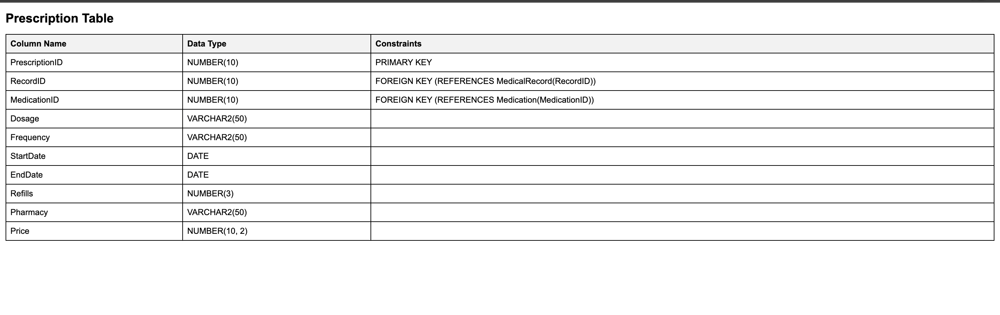 Prescription Table
Column Name Data Type Constraints
PrescriptionID NUMBER(10) PRIMARY KEY
RecordID NUMBER(10) FOREIGN KEY (REFERENCES MedicalRecord(RecordID))
MedicationID NUMBER(10) FOREIGN KEY (REFERENCES Medication(MedicationID))
Dosage VARCHAR2(50)
Frequency VARCHAR2(50)
StartDate DATE
EndDate DATE
Refills NUMBER(3)
Pharmacy VARCHAR2(50)
Price NUMBER(10, 2)